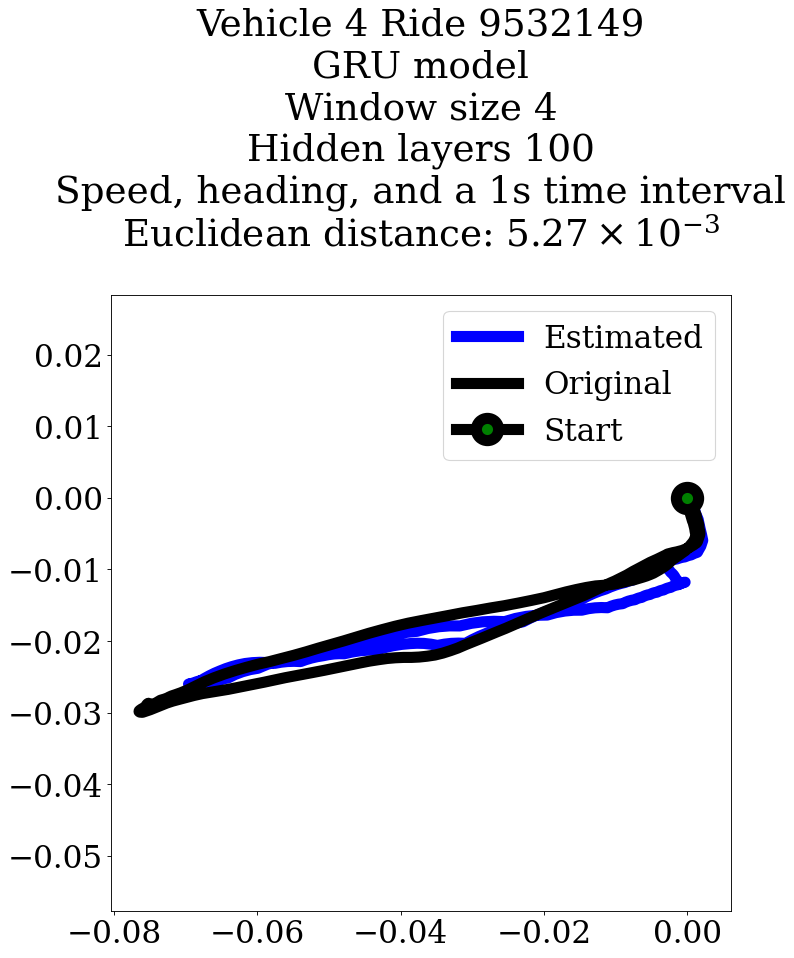 Vehicle 4 Ride 9532149
GRU model
Window size 4
Hidden layers 100
Speed, heading, and a 1s time interval
Euclidean distance: 5.27 × 10⁻³
Estimated
Original
Start
0.02
0.01
0.00
−0.01
−0.02
−0.03
−0.04
−0.05
−0.08 −0.06 −0.04 −0.02 0.00